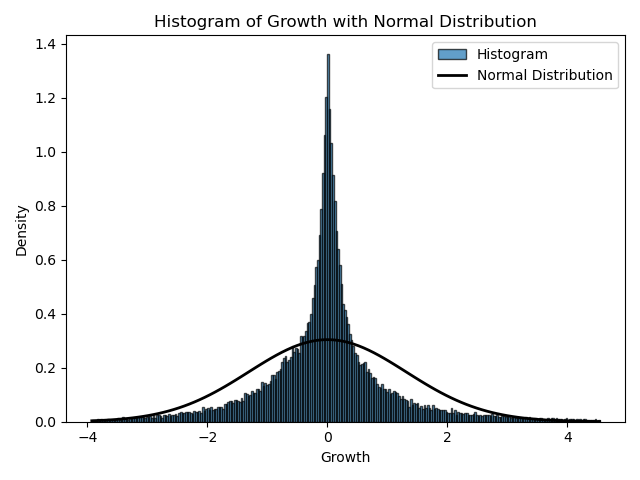 Histogram of Growth with Normal Distribution
Histogram
Normal Distribution
1.4
1.2
1.0
0.8
0.6
0.4
0.2
0.0
Density
−4
−2
0
2
4
Growth